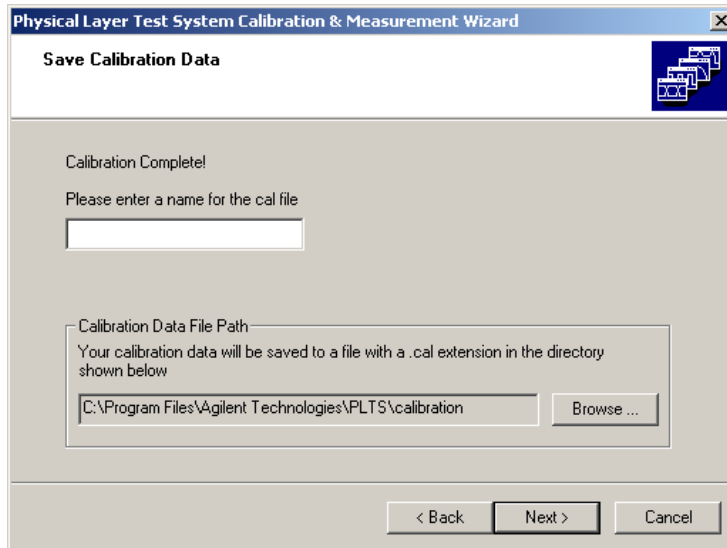 Physical Layer Test System Calibration & Measurement Wizard
Save Calibration Data
Calibration Complete!
Please enter a name for the cal file
Calibration Data File Path
Your calibration data will be saved to a file with a .cal extension in the directory
shown below
C:\Program Files\Agilent Technologies\PLTS\calibration
Browse ...
< Back
Next >
Cancel